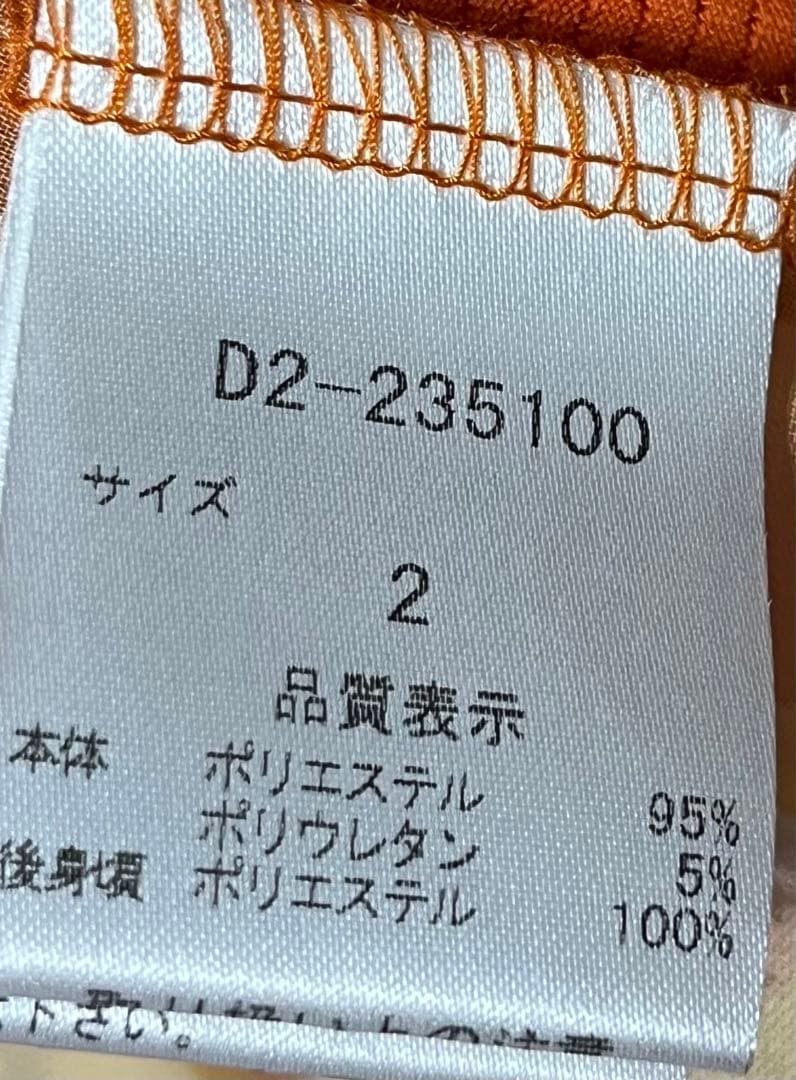 D2-235100
サイズ
2
品質表示
本体 ポリエステル 95%
ポリウレタン 5%
後身頃 ポリエステル 100%